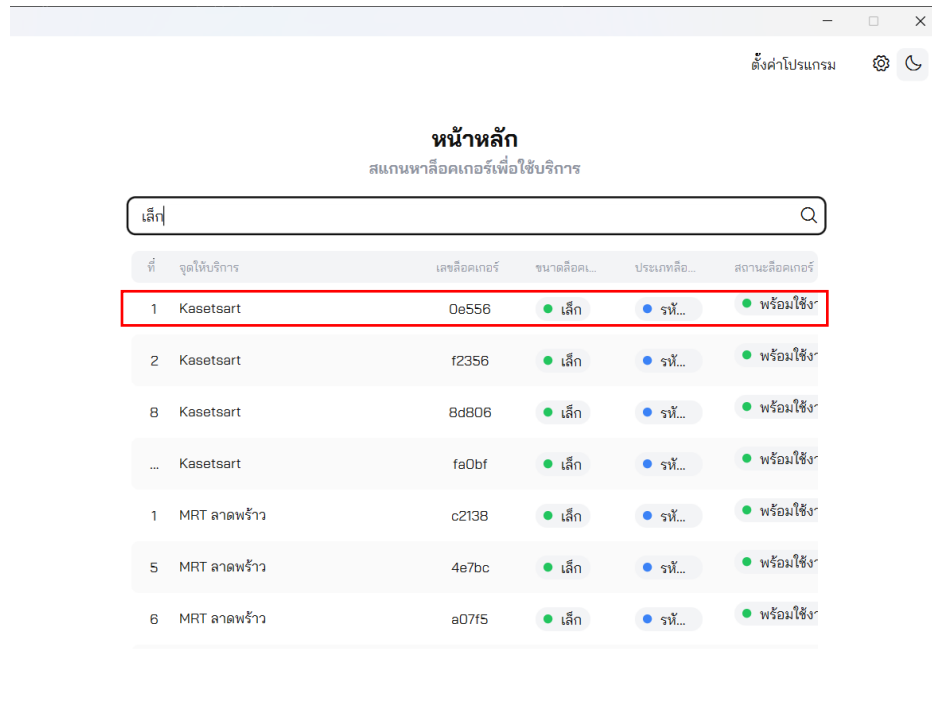 ตั้งค่าโปรแกรม
หน้าหลัก
สแกนหาล็อคเกอร์เพื่อใช้บริการ
เล็ก
ที่ จุดให้บริการ เลขล็อคเกอร์ ขนาดล็อคเ... ประเภทล็อ... สถานะล็อคเกอร์
1 Kasetsart 0e556 เล็ก รหั... พร้อมใช้งา
2 Kasetsart f2356 เล็ก รหั... พร้อมใช้งา
8 Kasetsart 8d806 เล็ก รหั... พร้อมใช้งา
... Kasetsart fa0bf เล็ก รหั... พร้อมใช้งา
1 MRT ลาดพร้าว c2138 เล็ก รหั... พร้อมใช้งา
5 MRT ลาดพร้าว 4e7bc เล็ก รหั... พร้อมใช้งา
6 MRT ลาดพร้าว a07f5 เล็ก รหั... พร้อมใช้งา